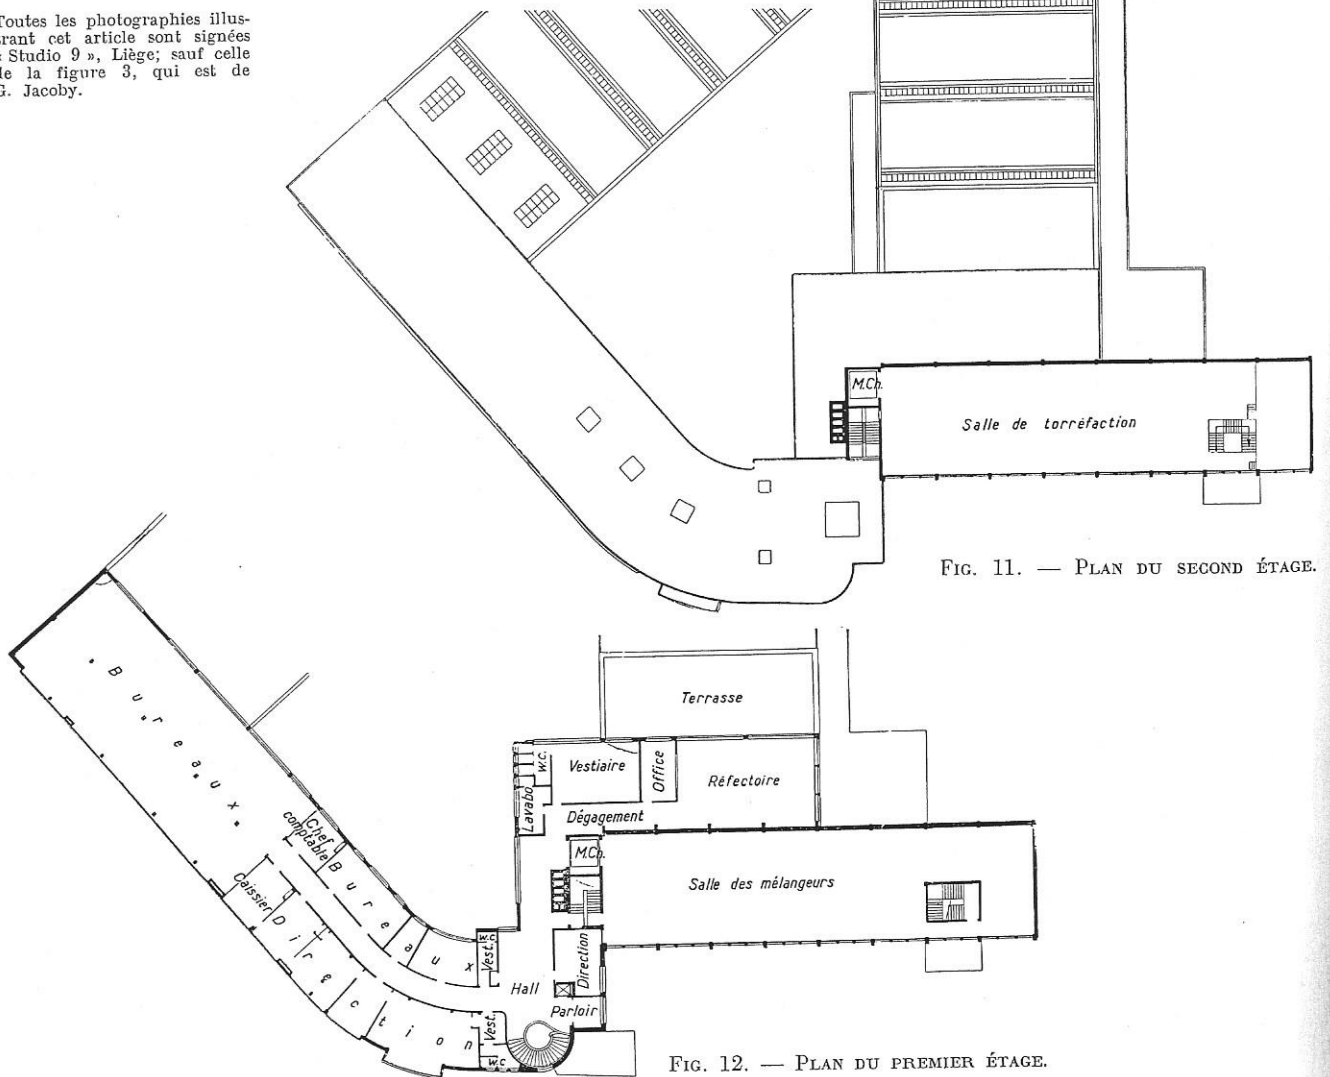 Toutes les photographies illus-
trant cet article sont signées
« Studio 9 », Liège; sauf celle
de la figure 3, qui est de
G. Jacoby.
M.Ch.
Salle de torréfaction
FIG. 11. — PLAN DU SECOND ÉTAGE.
Terrasse
Bureaux
w.c.
Vestiaire
Office
Réfectoire
Lavabo
Dégagement
Chef
comptable
M.Ch.
Salle des mélangeurs
Bureaux
Caissier
Direction
w.c.
Vest.
Direction
Hall
Parloir
Vest.
w.c
FIG. 12. — PLAN DU PREMIER ÉTAGE.